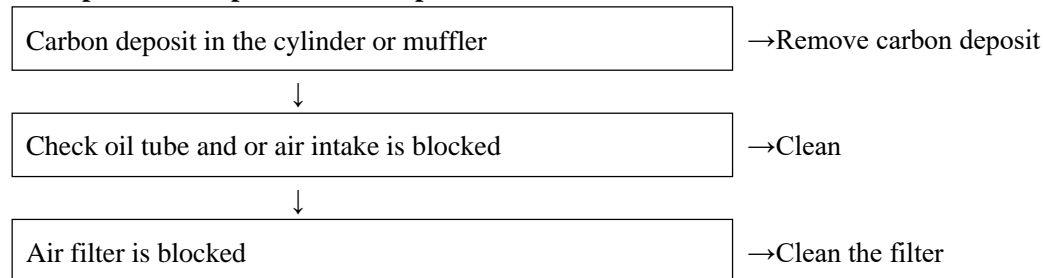 Carbon deposit in the cylinder or muffler →Remove carbon deposit
↓
Check oil tube and or air intake is blocked →Clean
↓
Air filter is blocked →Clean the filter